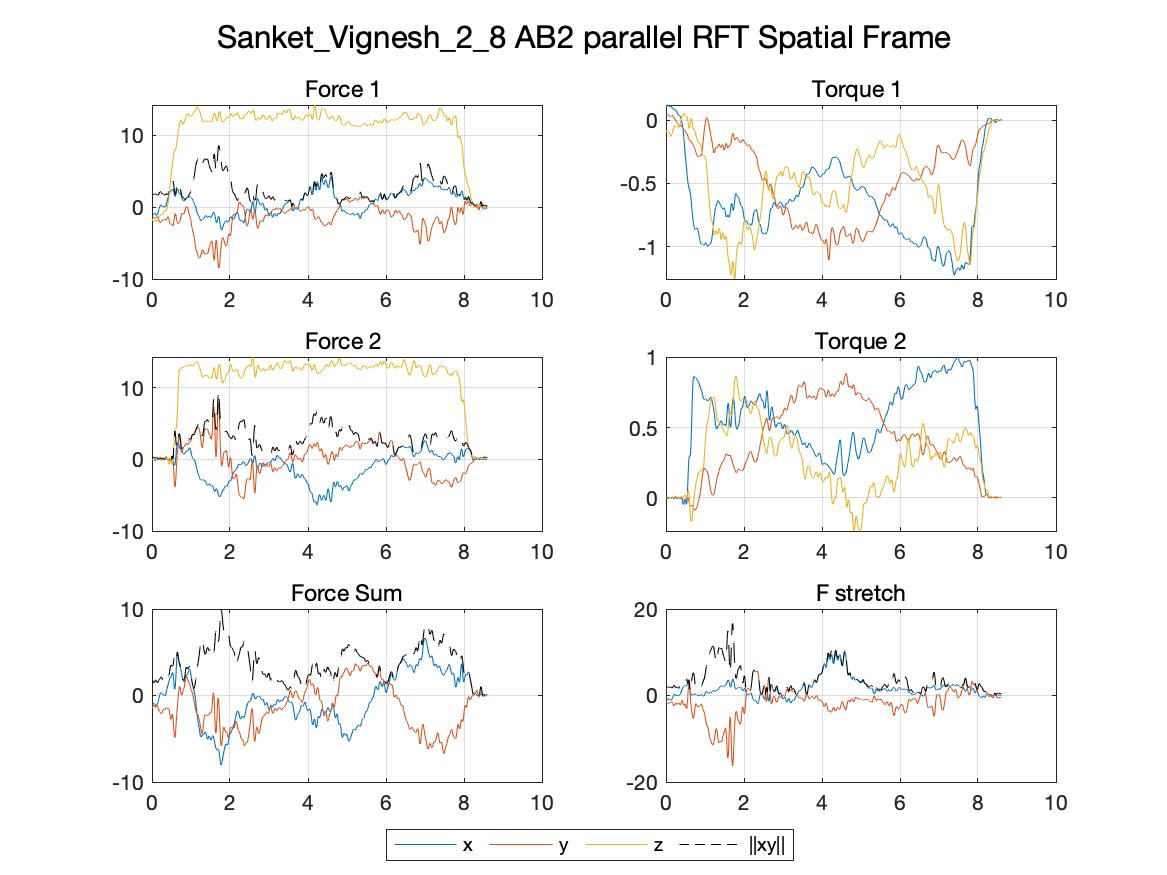 Sanket_Vignesh_2_8 AB2 parallel RFT Spatial Frame
Force 1
10
0
-10
0 2 4 6 8 10
Torque 1
0
-0.5
-1
0 2 4 6 8 10
Force 2
10
0
-10
0 2 4 6 8 10
Torque 2
1
0.5
0
0 2 4 6 8 10
Force Sum
10
0
-10
0 2 4 6 8 10
F stretch
20
0
-20
0 2 4 6 8 10
x y z ||xy||